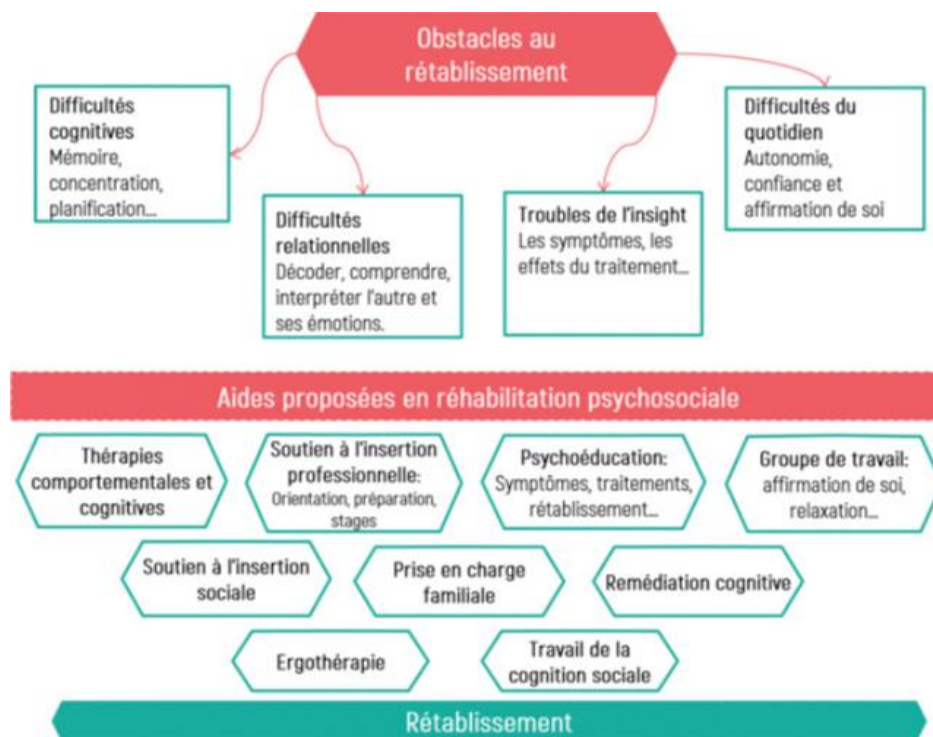 Obstacles au
rétablissement
Difficultés
cognitives
Mémoire,
concentration,
planification...
Difficultés
relationnelles
Décoder, comprendre,
interpréter l'autre et
ses émotions.
Troubles de l'insight
Les symptômes, les
effets du traitement...
Difficultés du
quotidien
Autonomie,
confiance et
affirmation de soi
Aides proposées en réhabilitation psychosociale
Thérapies
comportementales et
cognitives
Soutien à l'insertion
professionnelle:
Orientation, préparation,
stages
Psychoéducation:
Symptômes, traitements,
rétablissement...
Groupe de travail:
affirmation de soi,
relaxation...
Soutien à l'insertion
sociale
Prise en charge
familiale
Remédiation cognitive
Ergothérapie
Travail de la
cognition sociale
Rétablissement